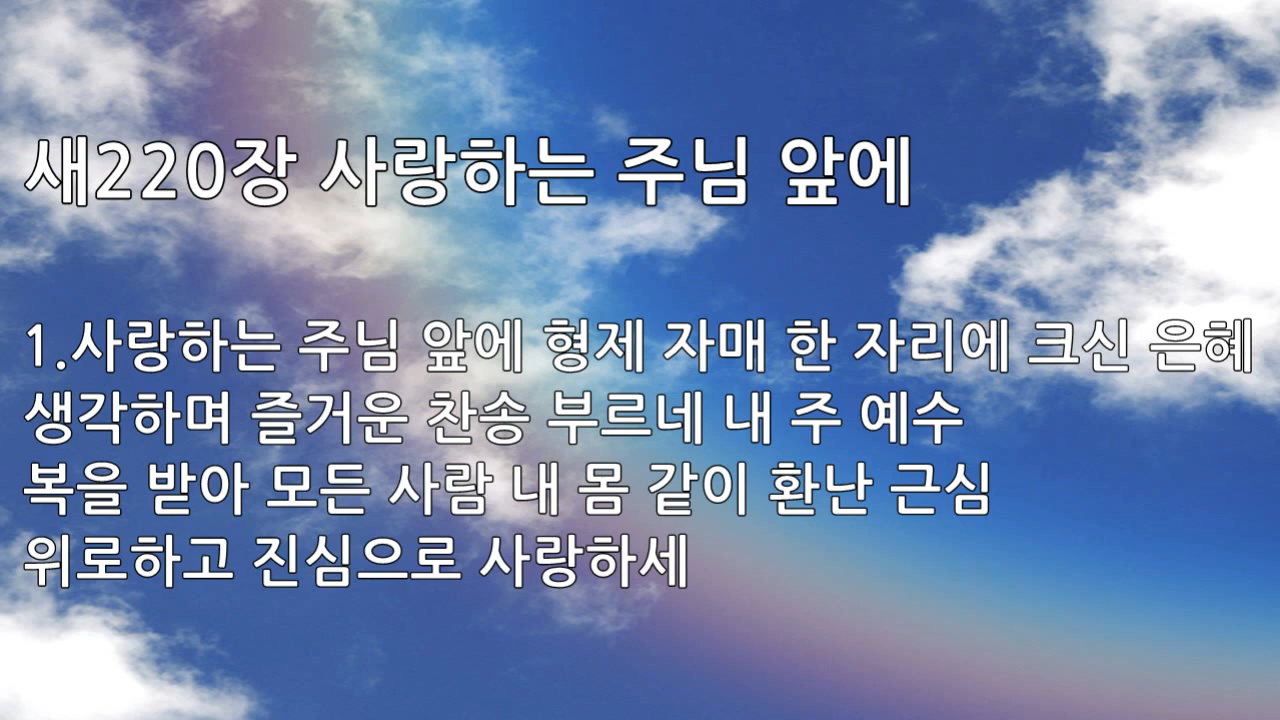 새220장 사랑하는 주님 앞에
1.사랑하는 주님 앞에 형제 자매 한 자리에 크신 은혜
생각하며 즐거운 찬송 부르네 내 주 예수
복을 받아 모든 사람 내 몸 같이 환난 근심
위로하고 진심으로 사랑하세